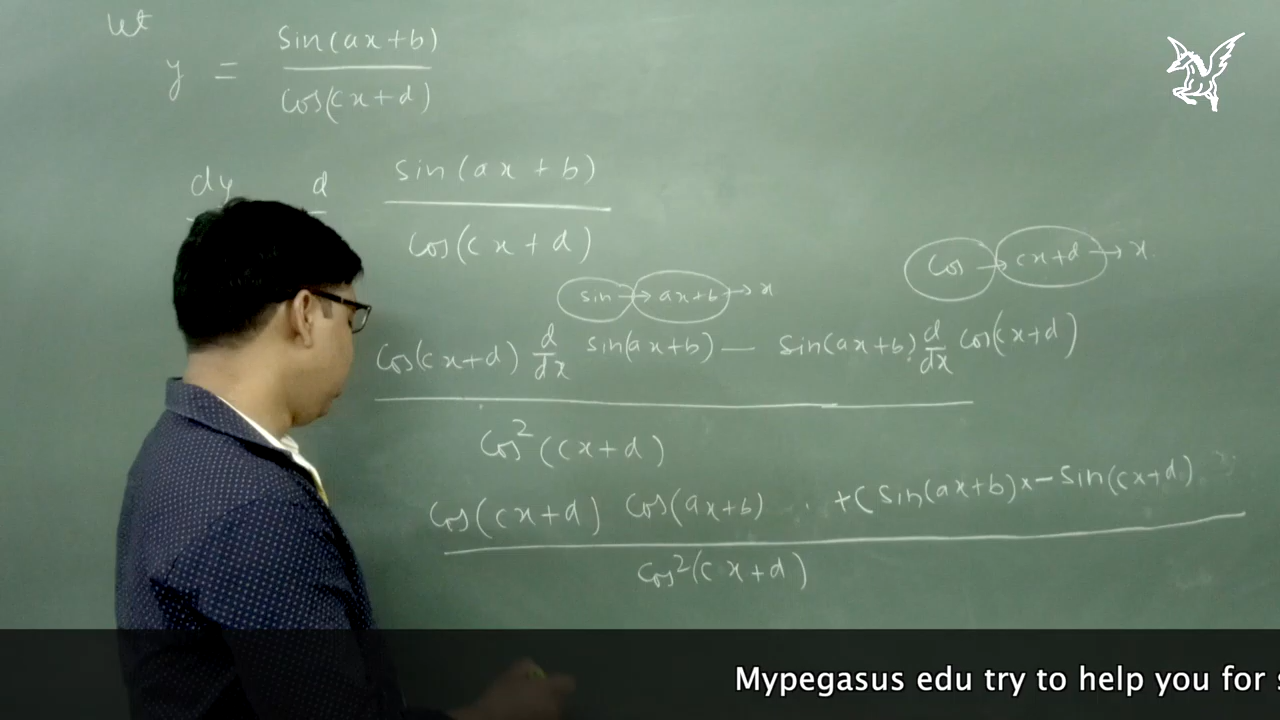 let
y = sin(ax+b) / cos(cx+d)
dy d sin(ax+b) / cos(cx+d)
sin → ax+b → x
cos → cx+d → x
cos(cx+d) d/dx sin(ax+b) — sin(ax+b) d/dx cos(cx+d)
cos²(cx+d)
cos(cx+d) cos(ax+b) . +( sin(ax+b) x - sin(cx+d)
cos²(cx+d)
Mypegasus edu try to help you for